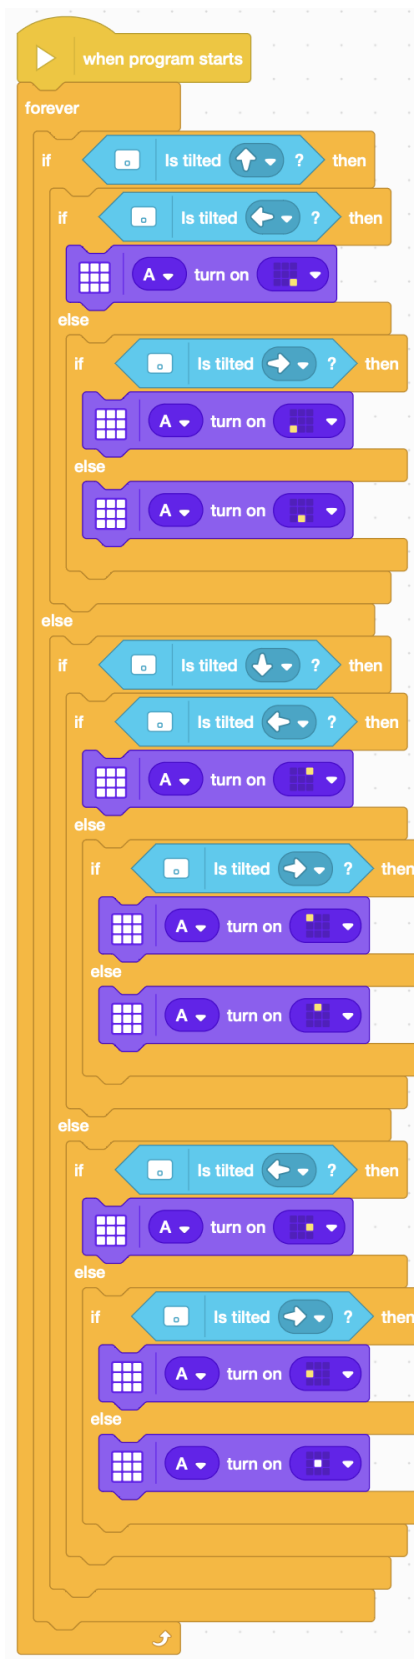 when program starts
forever
if Is tilted ? then
if Is tilted ? then
A turn on
else
if Is tilted ? then
A turn on
else
A turn on
else
if Is tilted ? then
if Is tilted ? then
A turn on
else
if Is tilted ? then
A turn on
else
A turn on
else
if Is tilted ? then
A turn on
else
if Is tilted ? then
A turn on
else
A turn on